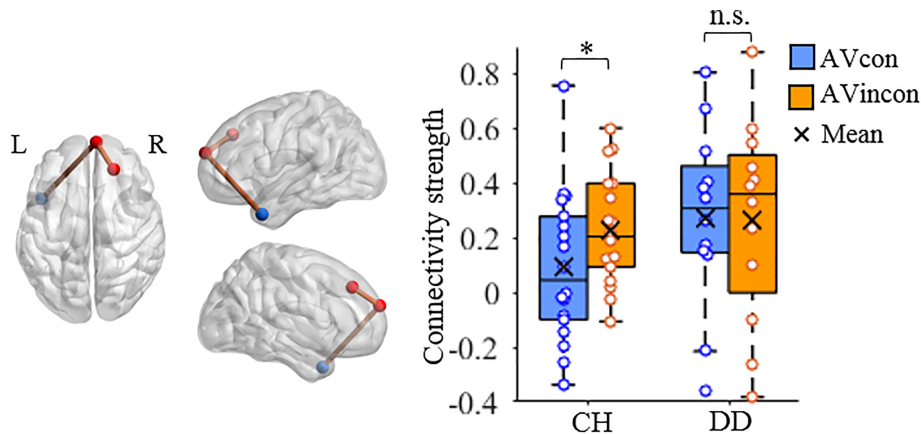 L
R
Connectivity strength
0.8
0.6
0.4
0.2
0
-0.2
-0.4
*
n.s.
CH
DD
AVcon
AVincon
× Mean